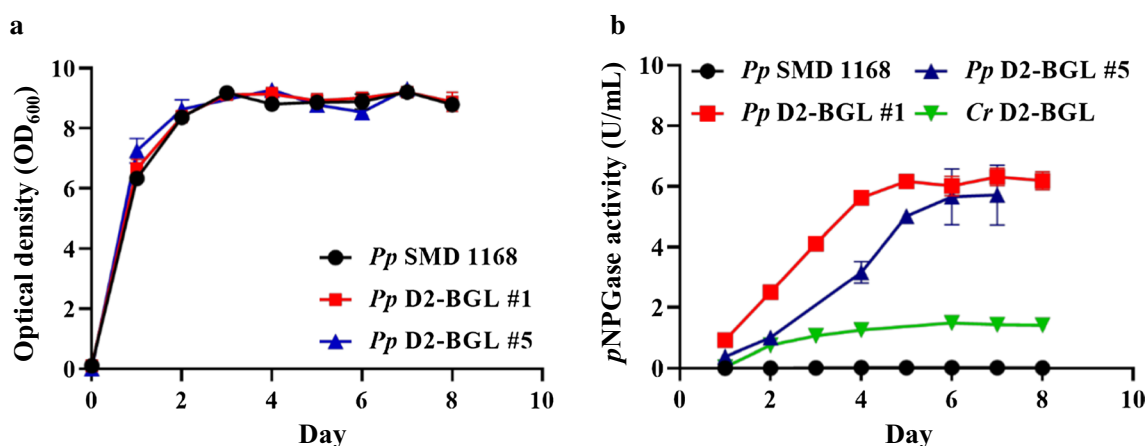 a
Optical density (OD600)
10
8
6
4
2
0
0 2 4 6 8 10
Day
Pp SMD 1168
Pp D2-BGL #1
Pp D2-BGL #5
b
pNPGase activity (U/mL)
10
8
6
4
2
0
0 2 4 6 8 10
Day
Pp SMD 1168 Pp D2-BGL #5
Pp D2-BGL #1 Cr D2-BGL